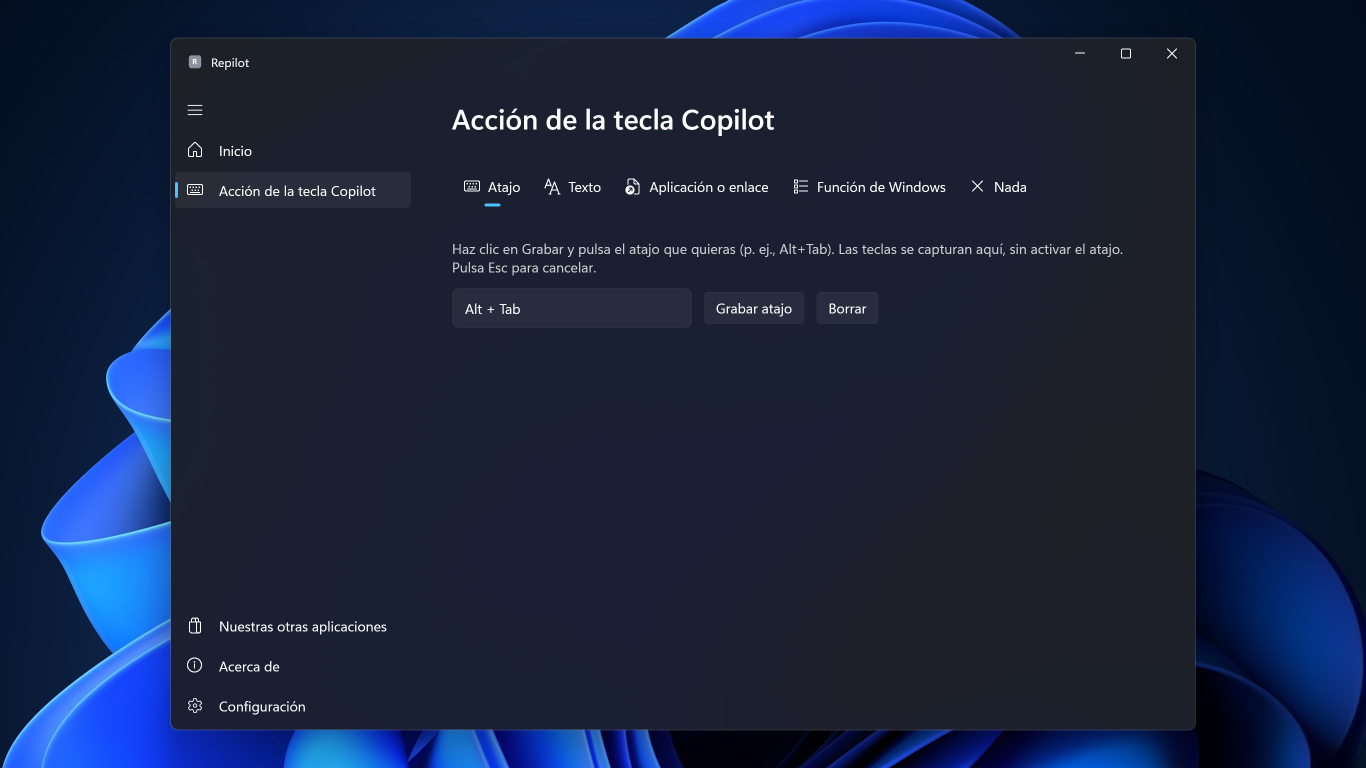 R
Repilot
Inicio
Acción de la tecla Copilot
Nuestras otras aplicaciones
Acerca de
Configuración
Acción de la tecla Copilot
Atajo
Texto
Aplicación o enlace
Función de Windows
Nada
Haz clic en Grabar y pulsa el atajo que quieras (p. ej., Alt+Tab). Las teclas se capturan aquí, sin activar el atajo.
Pulsa Esc para cancelar.
Alt + Tab
Grabar atajo
Borrar